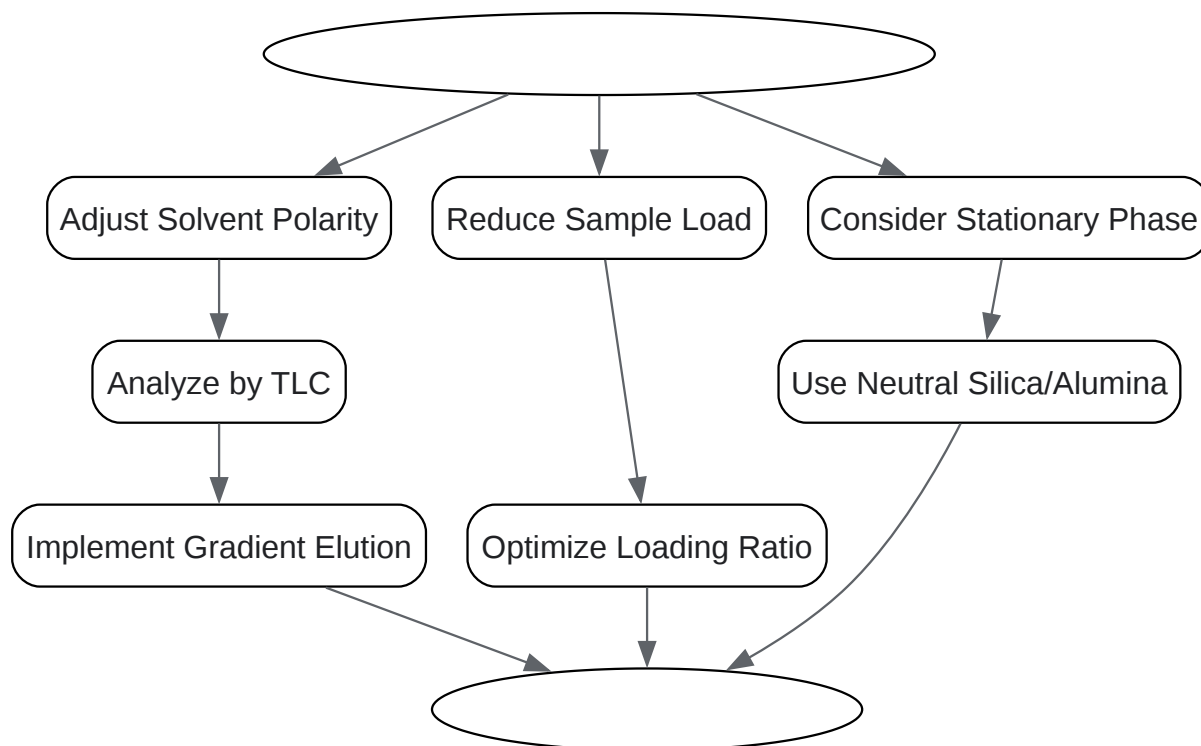 Adjust Solvent Polarity
Reduce Sample Load
Consider Stationary Phase
Analyze by TLC
Use Neutral Silica/Alumina
Implement Gradient Elution
Optimize Loading Ratio